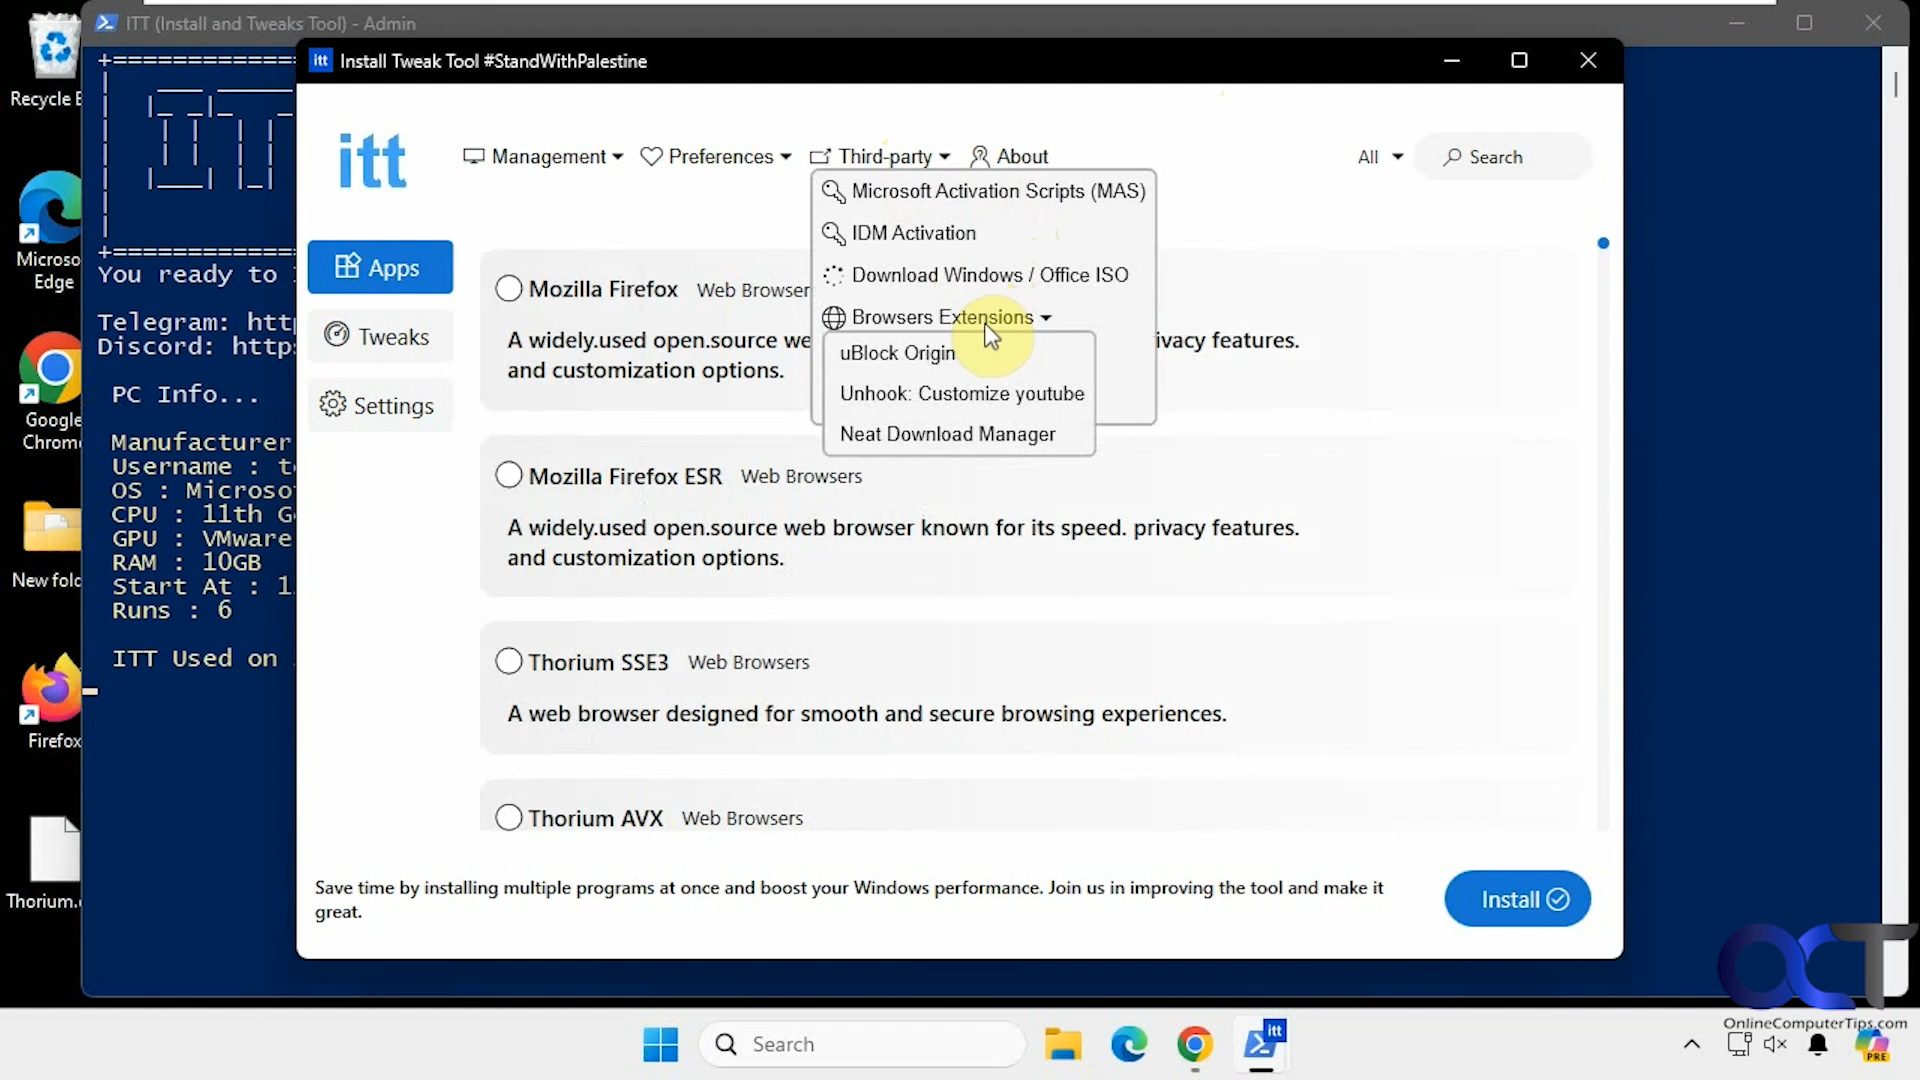 ITT (Install and Tweaks Tool) - Admin
Install Tweak Tool #StandWithPalestine
itt
Management
Preferences
Third-party
About
All
Search
Microsoft Activation Scripts (MAS)
IDM Activation
Download Windows / Office ISO
Browsers Extensions
uBlock Origin
Unhook: Customize youtube
Neat Download Manager
Apps
Tweaks
Settings
Mozilla Firefox Web Browser
A widely.used open.source we
ivacy features.
and customization options.
Mozilla Firefox ESR Web Browsers
A widely.used open.source web browser known for its speed. privacy features.
and customization options.
Thorium SSE3 Web Browsers
A web browser designed for smooth and secure browsing experiences.
Thorium AVX Web Browsers
Save time by installing multiple programs at once and boost your Windows performance. Join us in improving the tool and make it
great.
Install
You ready to
Telegram: http
Discord: https
PC Info...
Manufacturer
Username : te
OS : Microso
CPU : 11th G
GPU : VMware
RAM : 10GB
Start At : 1
Runs : 6
ITT Used on
Recycle B
Microso
Edge
Google
Chrom
New fold
Firefox
Thorium.
OCT
OnlineComputerTips.com
Search
itt
PRE